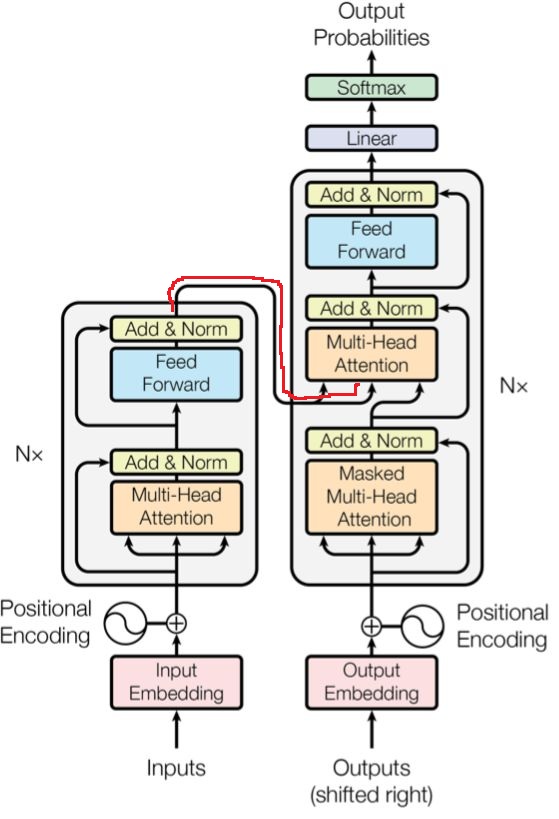 Output
Probabilities
Softmax
Linear
Add & Norm
Feed
Forward
Add & Norm
Multi-Head
Attention
Nx
Add & Norm
Masked
Multi-Head
Attention
Positional
Encoding
Output
Embedding
Outputs
(shifted right)
Add & Norm
Feed
Forward
Nx
Add & Norm
Multi-Head
Attention
Positional
Encoding
Input
Embedding
Inputs